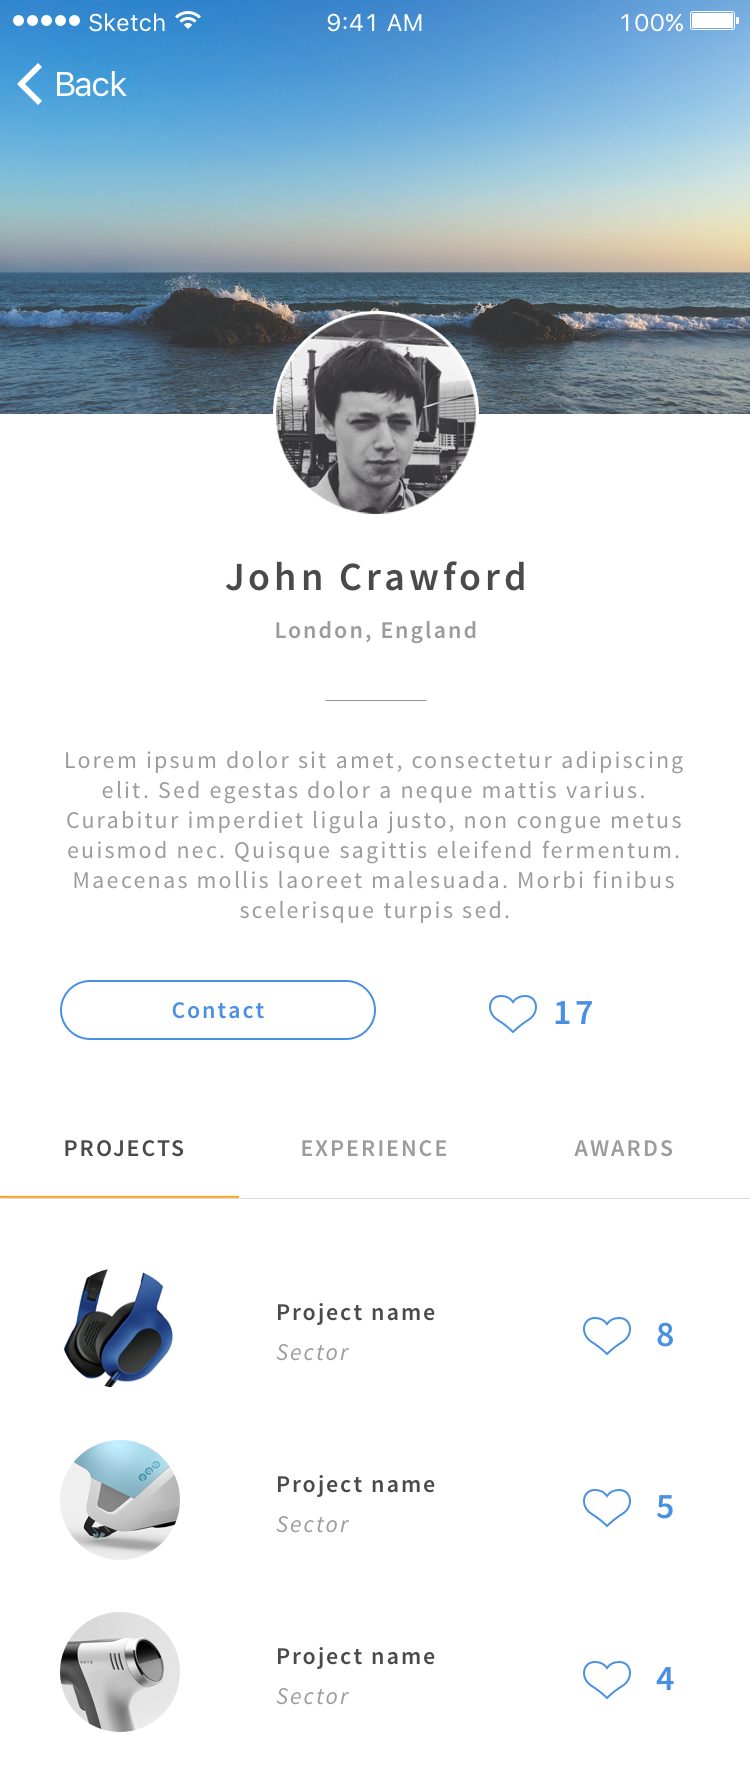 Sketch 9:41 AM 100%
Back
John Crawford
London, England
Lorem ipsum dolor sit amet, consectetur adipiscing
elit. Sed egestas dolor a neque mattis varius.
Curabitur imperdiet ligula justo, non congue metus
euismod nec. Quisque sagittis eleifend fermentum.
Maecenas mollis laoreet malesuada. Morbi finibus
scelerisque turpis sed.
Contact 17
PROJECTS EXPERIENCE AWARDS
Project name
Sector
8
Project name
Sector
5
Project name
Sector
4